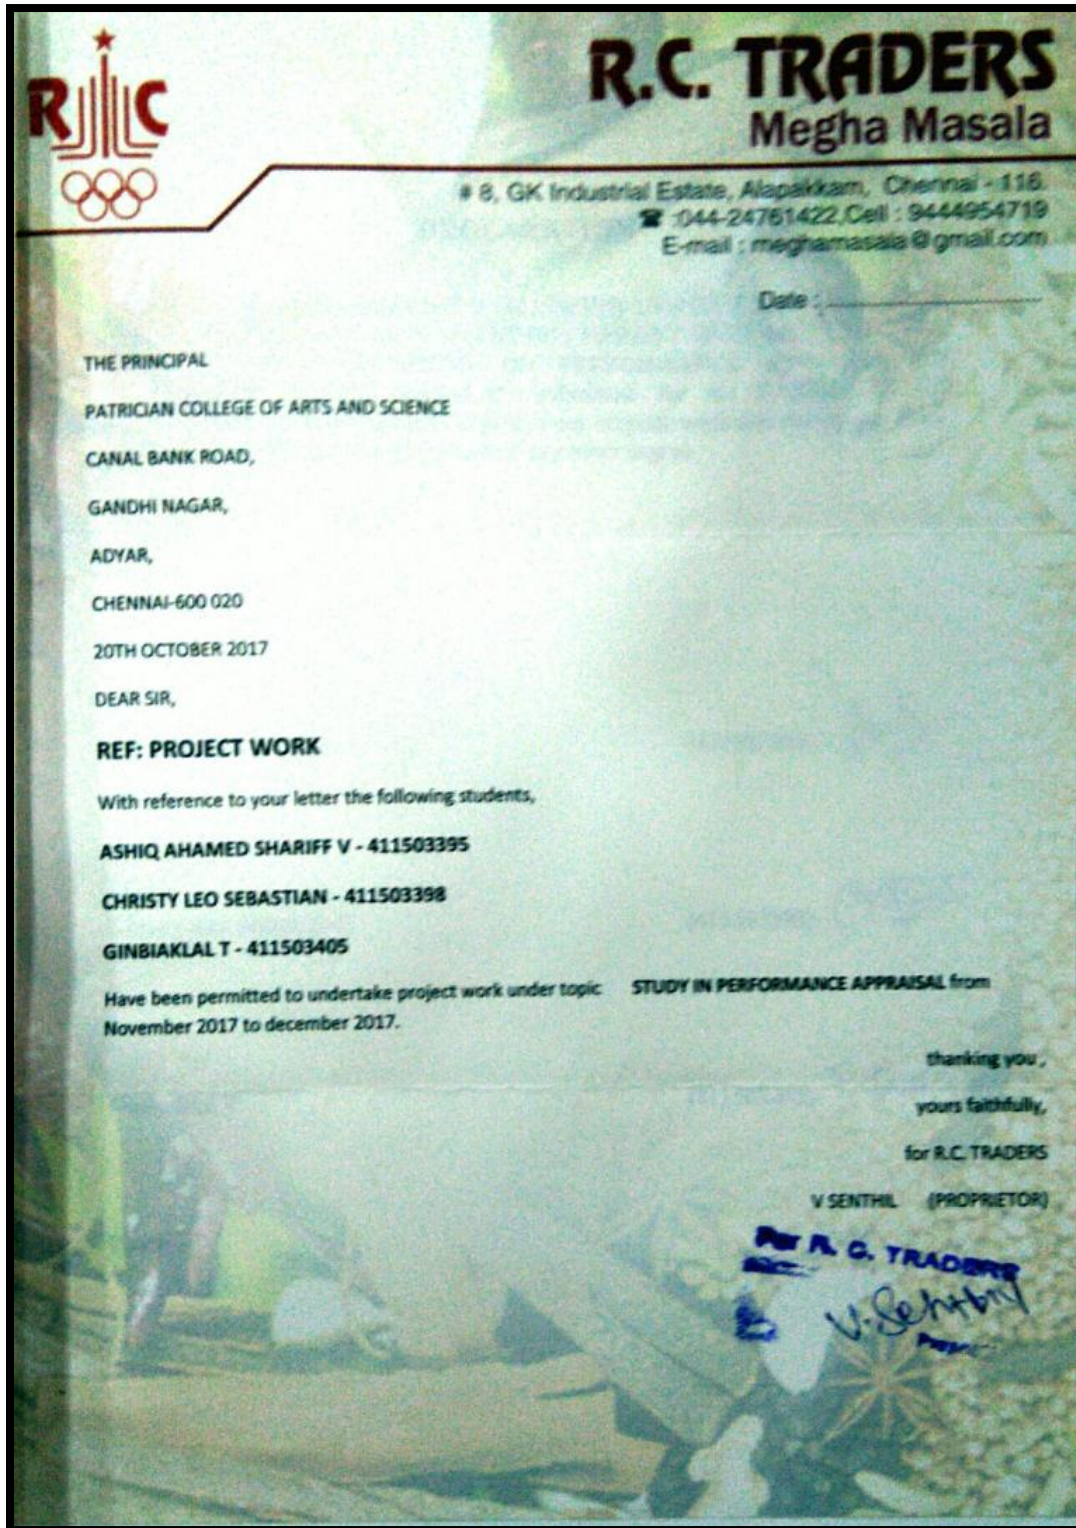 R C
R.C. TRADERS
Megha Masala
# 8, GK Industrial Estate, Alapakkam, Chennai - 116.
☎ :044-24761422,Cell : 9444954719
E-mail : meghamasala@gmail.com
Date :
THE PRINCIPAL
PATRICIAN COLLEGE OF ARTS AND SCIENCE
CANAL BANK ROAD,
GANDHI NAGAR,
ADYAR,
CHENNAI-600 020
20TH OCTOBER 2017
DEAR SIR,
REF: PROJECT WORK
With reference to your letter the following students,
ASHIQ AHAMED SHARIFF V - 411503395
CHRISTY LEO SEBASTIAN - 411503398
GINBIAKLAL T - 411503405
Have been permitted to undertake project work under topic STUDY IN PERFORMANCE APPRAISAL from
November 2017 to december 2017.
thanking you ,
yours faithfully,
for R.C. TRADERS
V SENTHIL (PROPRIETOR)
For R. C. TRADERS
V. Senthil